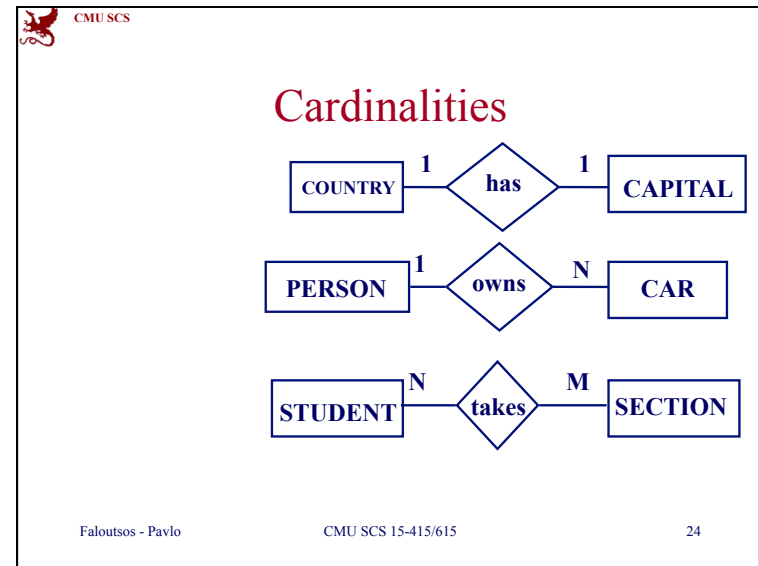 CMU SCS
Cardinalities
1 1
COUNTRY has CAPITAL
1 N
PERSON owns CAR
N M
STUDENT takes SECTION
Faloutsos - Pavlo CMU SCS 15-415/615 24